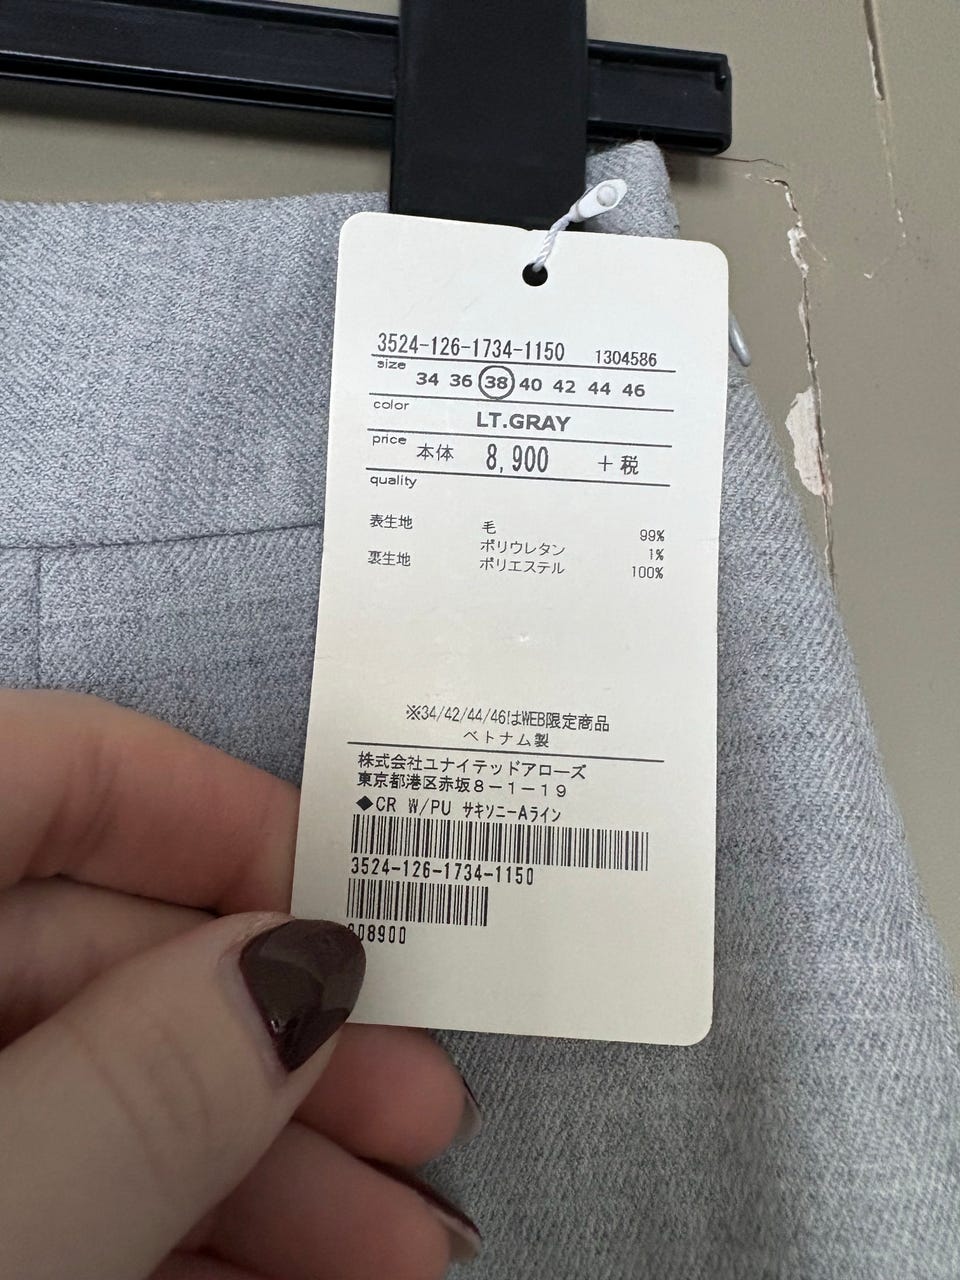 3524-126-1734-1150 1304586
size 34 36 38 40 42 44 46
color LT.GRAY
price 本体 8,900 +税
quality
表生地 毛 99%
ポリウレタン 1%
裏生地 ポリエステル 100%
※34/42/44/46はWEB限定商品
ベトナム製
株式会社ユナイテッドアローズ
東京都港区赤坂8-1-19
◆CR W/PU サキソニーAライン
3524-126-1734-1150
08900